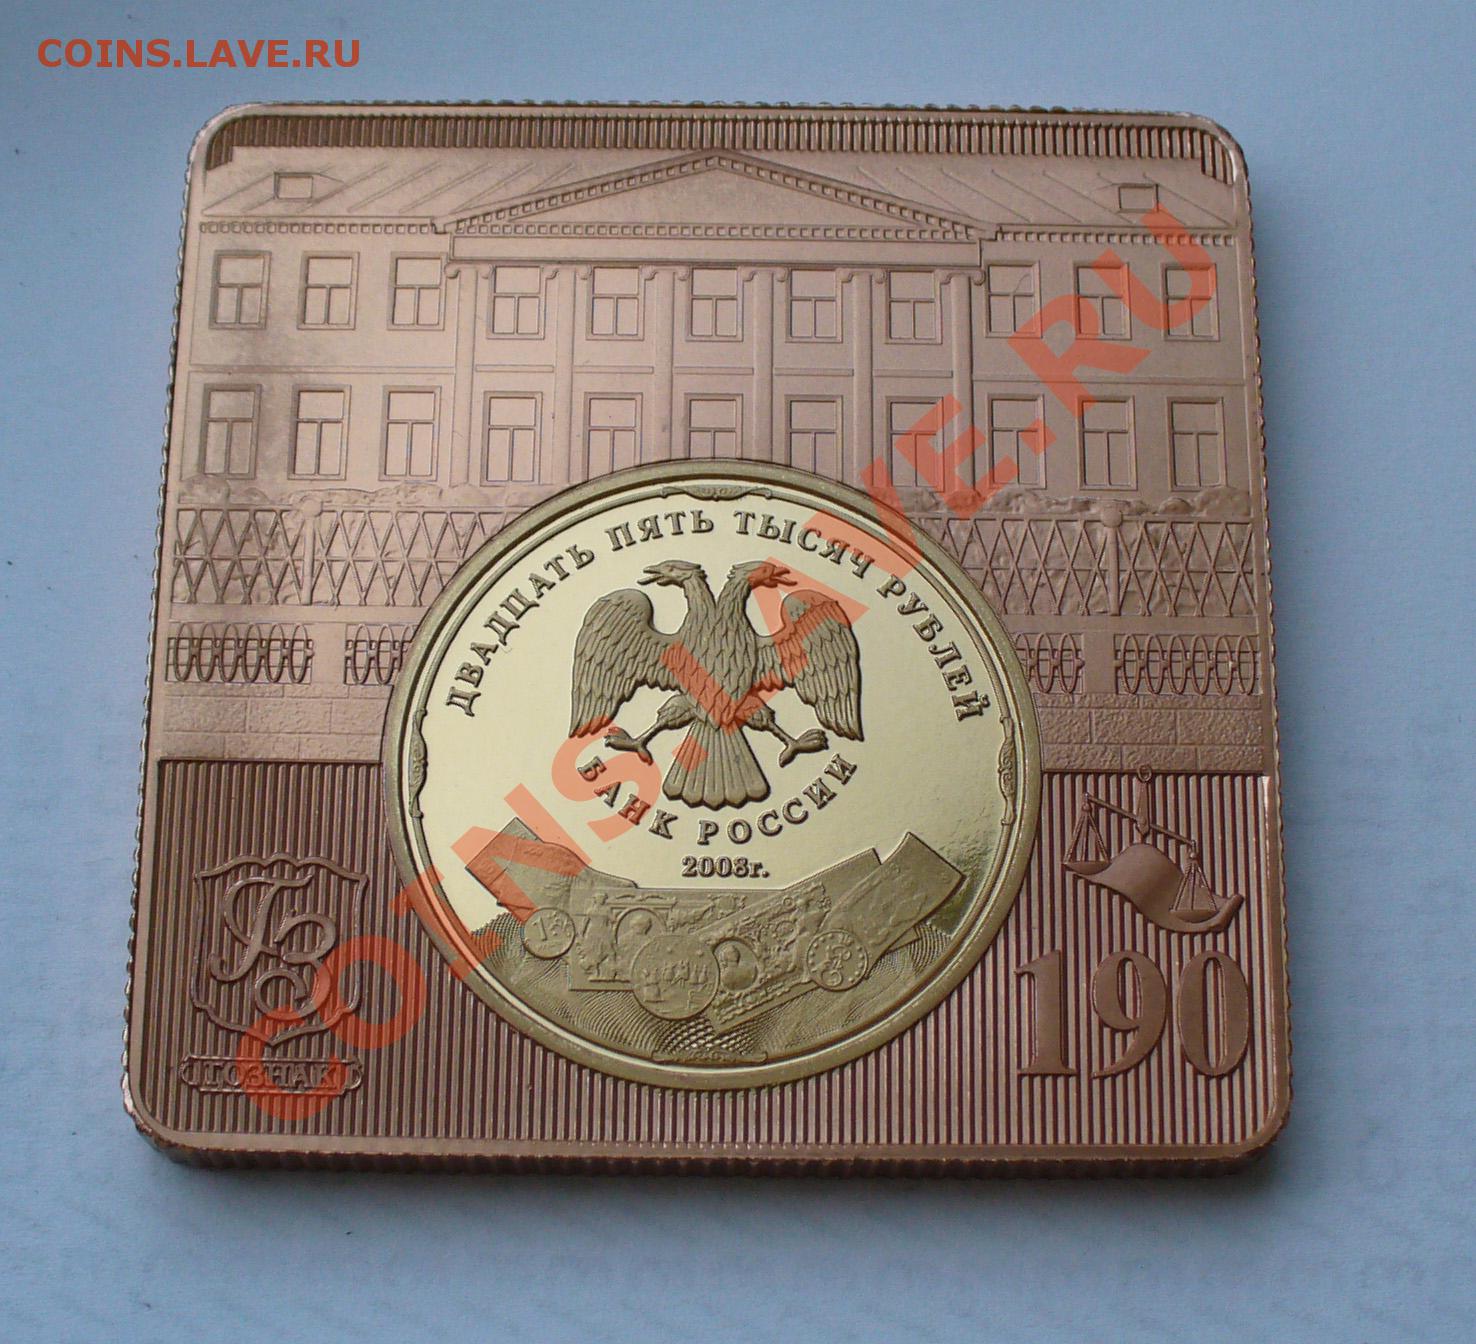 COINS.LAVE.RU
ДВАДЦАТЬ ПЯТЬ ТЫСЯЧ РУБЛЕЙ
БАНК РОССИИ
2008г.
COINS.LAVE.RU
ГОЗНАК
190